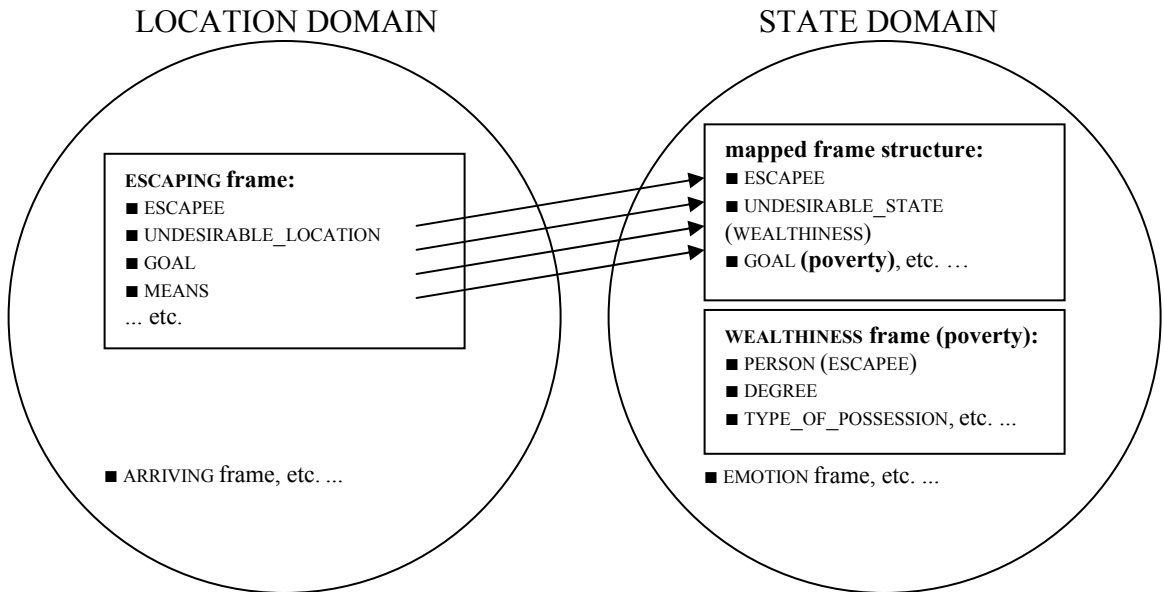 LOCATION DOMAIN
ESCAPING frame:
■ ESCAPEE
■ UNDESIRABLE_LOCATION
■ GOAL
■ MEANS
... etc.
■ ARRIVING frame, etc. ...
STATE DOMAIN
mapped frame structure:
■ ESCAPEE
■ UNDESIRABLE_STATE
(WEALTHINESS)
■ GOAL (poverty), etc. …
WEALTHINESS frame (poverty):
■ PERSON (ESCAPEE)
■ DEGREE
■ TYPE_OF_POSSESSION, etc. ...
■ EMOTION frame, etc. ...